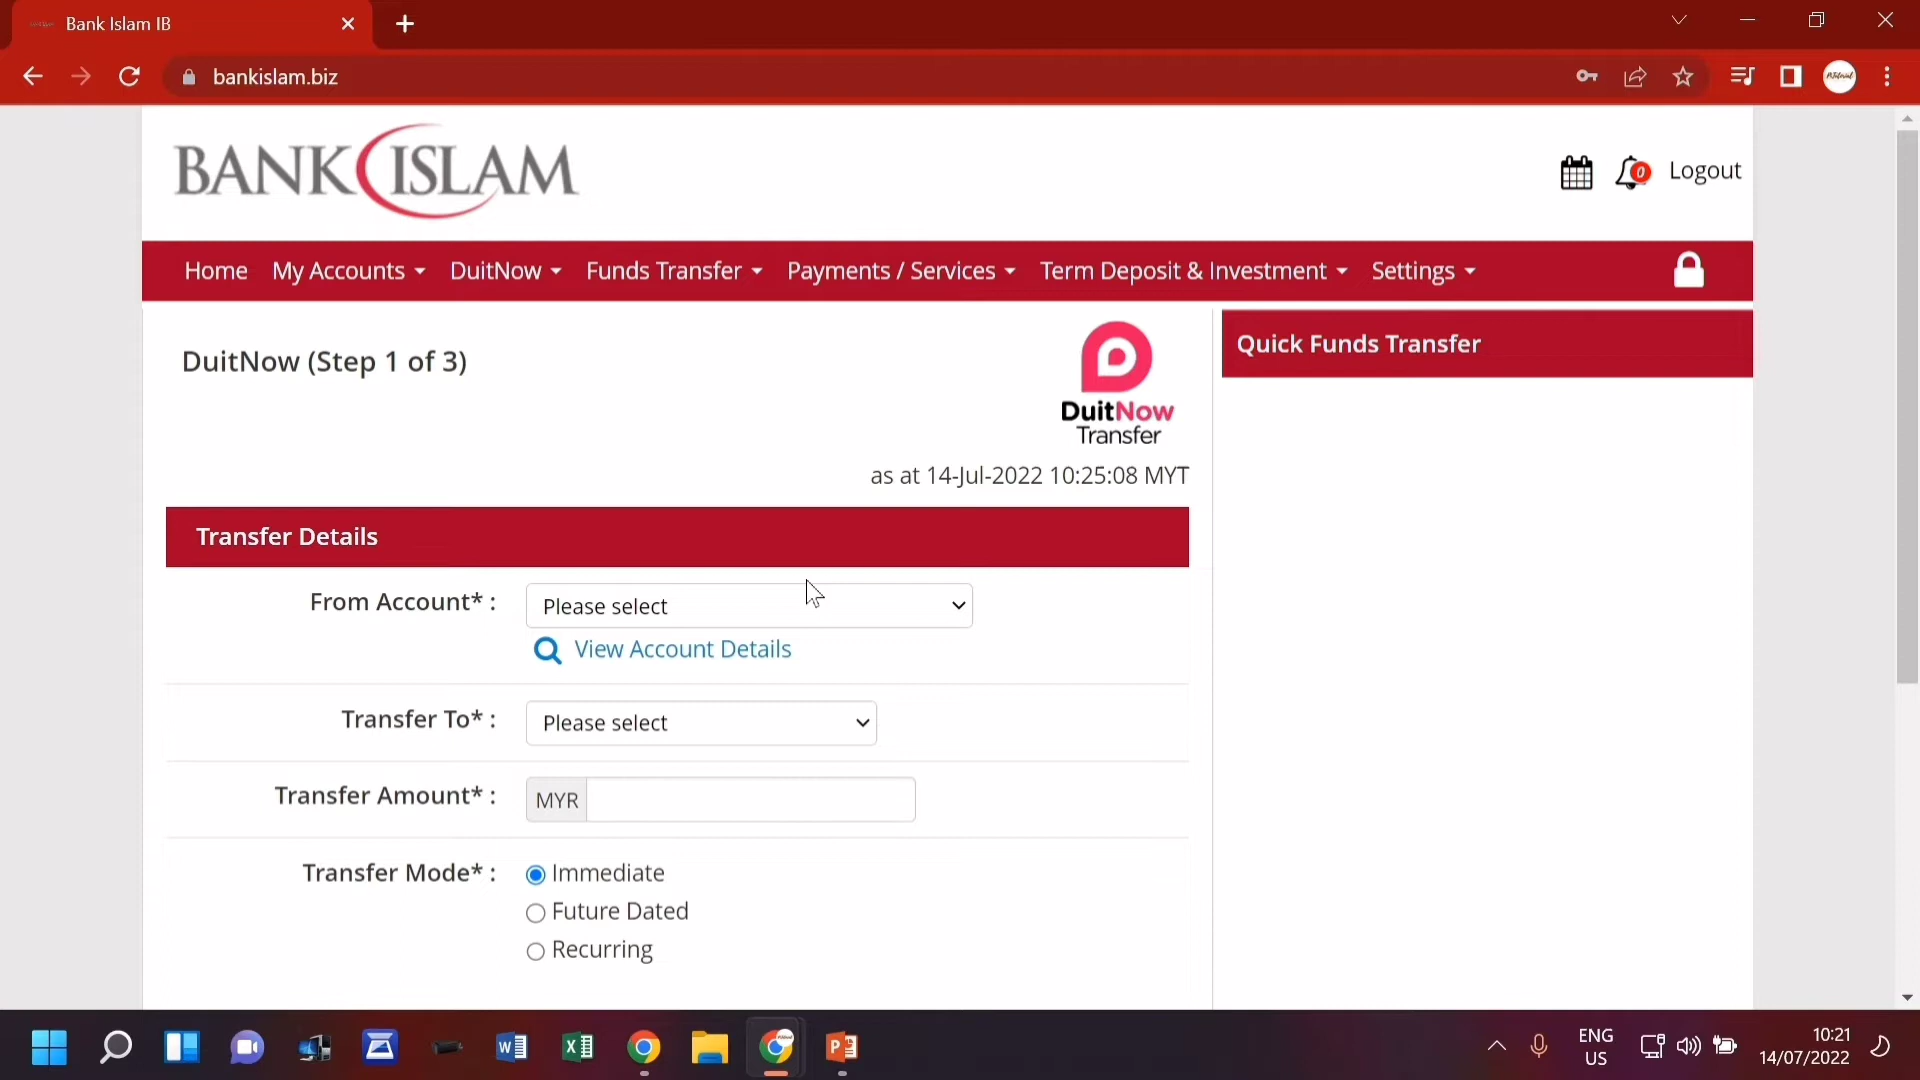 Bank Islam IB
bankislam.biz
BANK ISLAM
0
Logout
Home My Accounts DuitNow Funds Transfer Payments / Services Term Deposit & Investment Settings
DuitNow (Step 1 of 3)
DuitNow
Transfer
Quick Funds Transfer
as at 14-Jul-2022 10:25:08 MYT
Transfer Details
From Account* : Please select
View Account Details
Transfer To* : Please select
Transfer Amount* : MYR
Transfer Mode* : Immediate
Future Dated
Recurring
ENG
US
10:21
14/07/2022